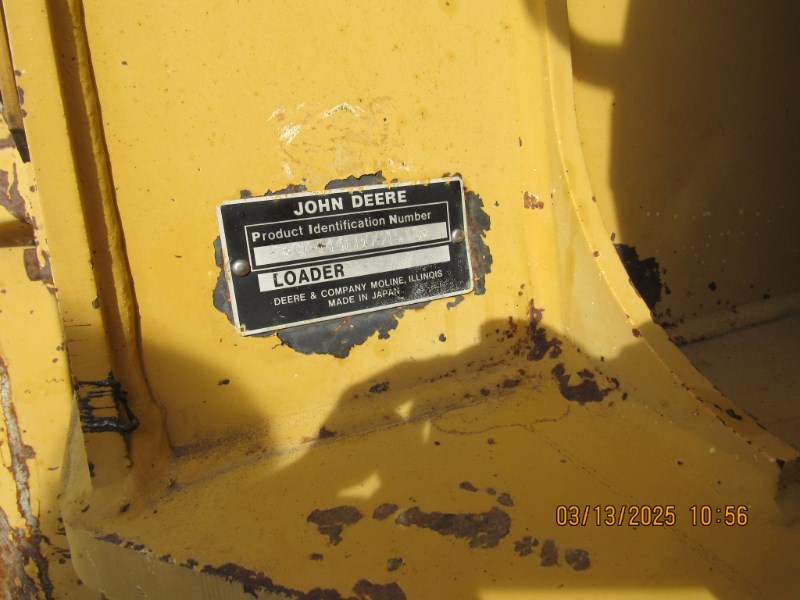 JOHN DEERE
Product Identification Number
LOADER
DEERE & COMPANY MOLINE, ILLINOIS
MADE IN JAPAN
03/13/2025 10:56